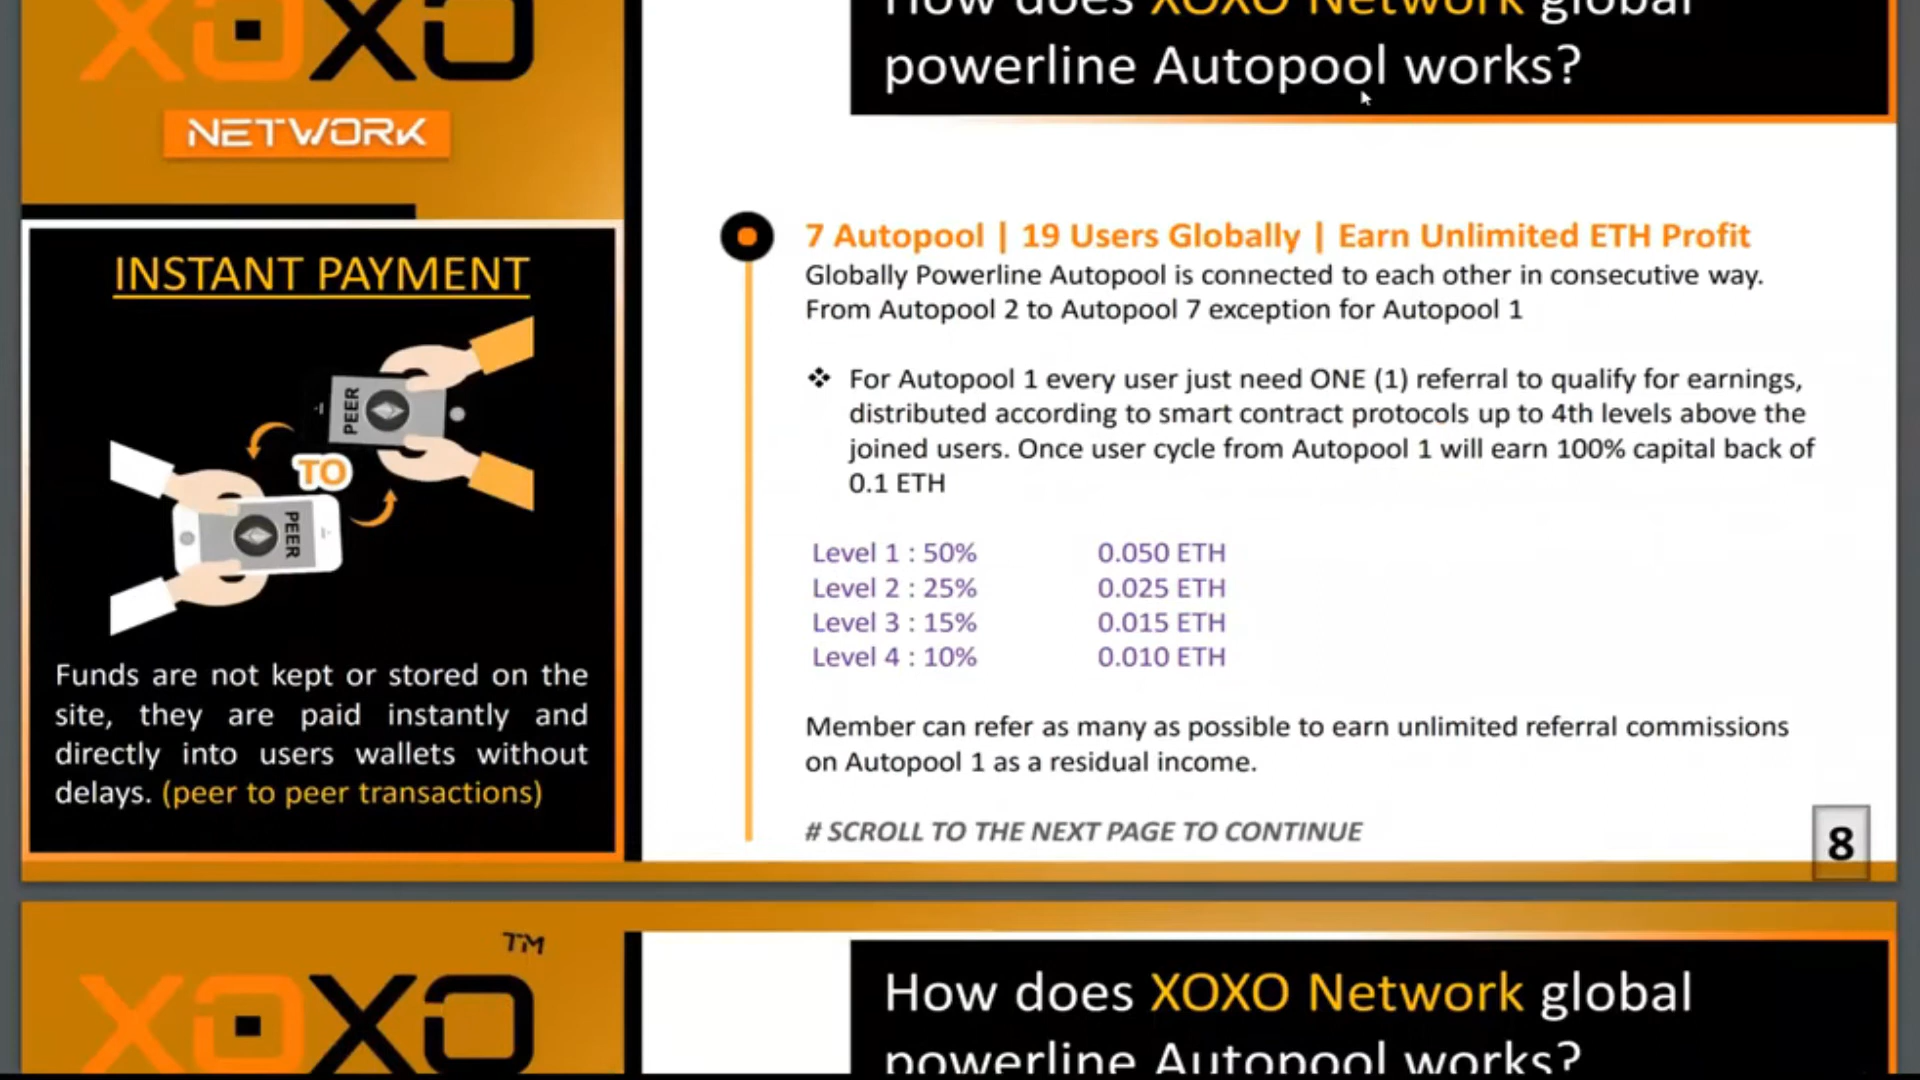 XOXO
NETWORK
How does XOXO Network global
powerline Autopool works?
INSTANT PAYMENT
PEER
TO
PEER
Funds are not kept or stored on the
site, they are paid instantly and
directly into users wallets without
delays. (peer to peer transactions)
7 Autopool | 19 Users Globally | Earn Unlimited ETH Profit
Globally Powerline Autopool is connected to each other in consecutive way.
From Autopool 2 to Autopool 7 exception for Autopool 1
❖ For Autopool 1 every user just need ONE (1) referral to qualify for earnings,
distributed according to smart contract protocols up to 4th levels above the
joined users. Once user cycle from Autopool 1 will earn 100% capital back of
0.1 ETH
Level 1 : 50% 0.050 ETH
Level 2 : 25% 0.025 ETH
Level 3 : 15% 0.015 ETH
Level 4 : 10% 0.010 ETH
Member can refer as many as possible to earn unlimited referral commissions
on Autopool 1 as a residual income.
# SCROLL TO THE NEXT PAGE TO CONTINUE
8
TM
XOXO
How does XOXO Network global
powerline Autopool works?